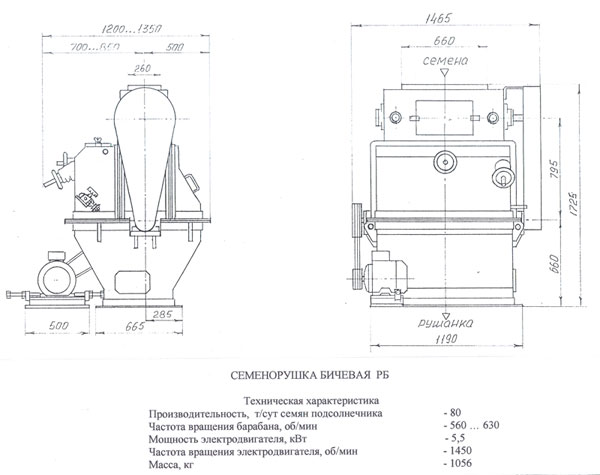 1200...1350
700...850
500
260
500
665
285
1465
660
семена
795
1725
660
рушанка
1190
СЕМЕНОРУШКА БИЧЕВАЯ РБ
Техническая характеристика
Производительность, т/сут семян подсолнечника - 80
Частота вращения барабана, об/мин - 560 ... 630
Мощность электродвигателя, кВт - 5,5
Частота вращения электродвигателя, об/мин - 1450
Масса, кг - 1056